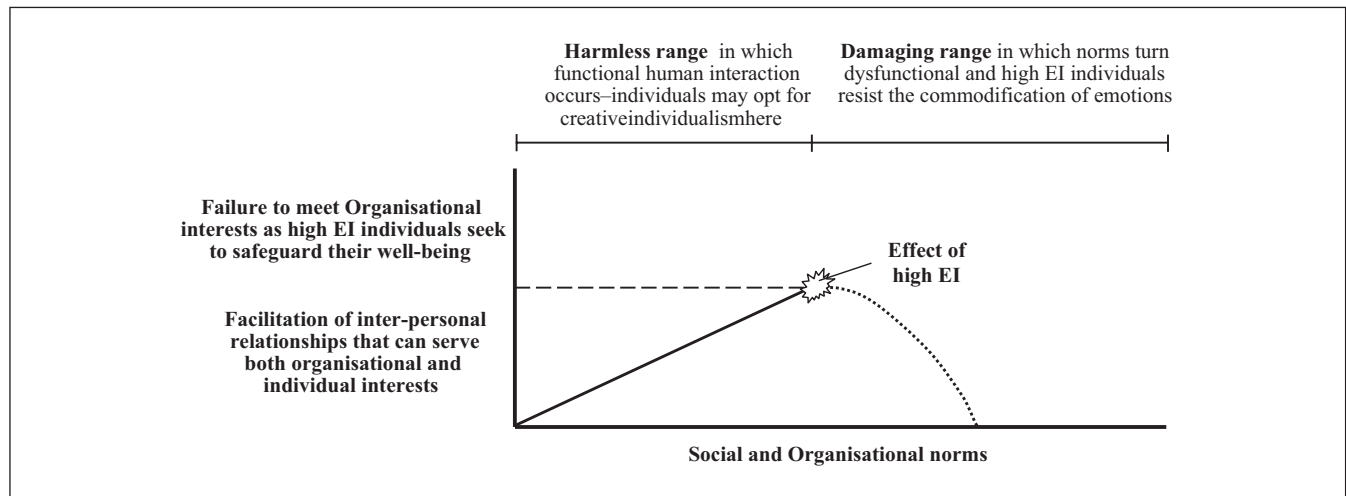 Harmless range in which
functional human interaction
occurs–individuals may opt for
creativeindividualismhere
Damaging range in which norms turn
dysfunctional and high EI individuals
resist the commodification of emotions
Failure to meet Organisational
interests as high EI individuals seek
to safeguard their well-being
Effect of
high EI
Facilitation of inter-personal
relationships that can serve
both organisational and
individual interests
Social and Organisational norms